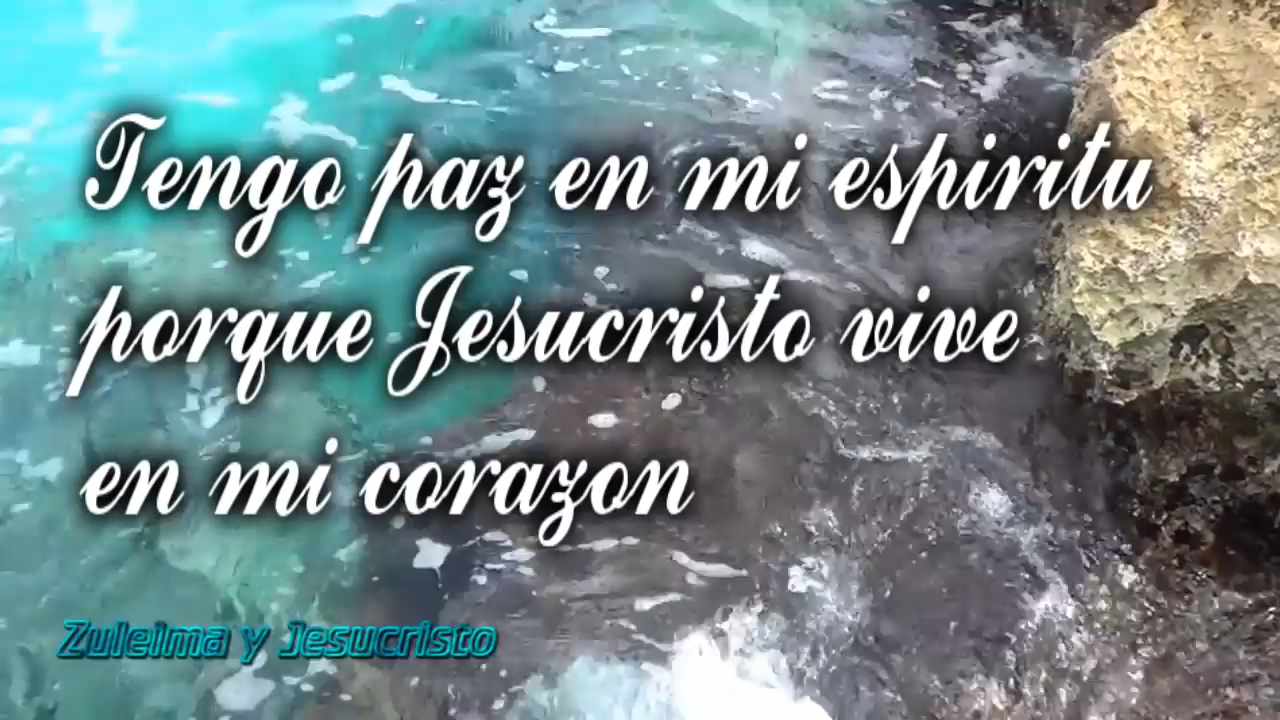 Tengo paz en mi espiritu
porque Jesucristo vive
en mi corazon
Zuleima y Jesucristo